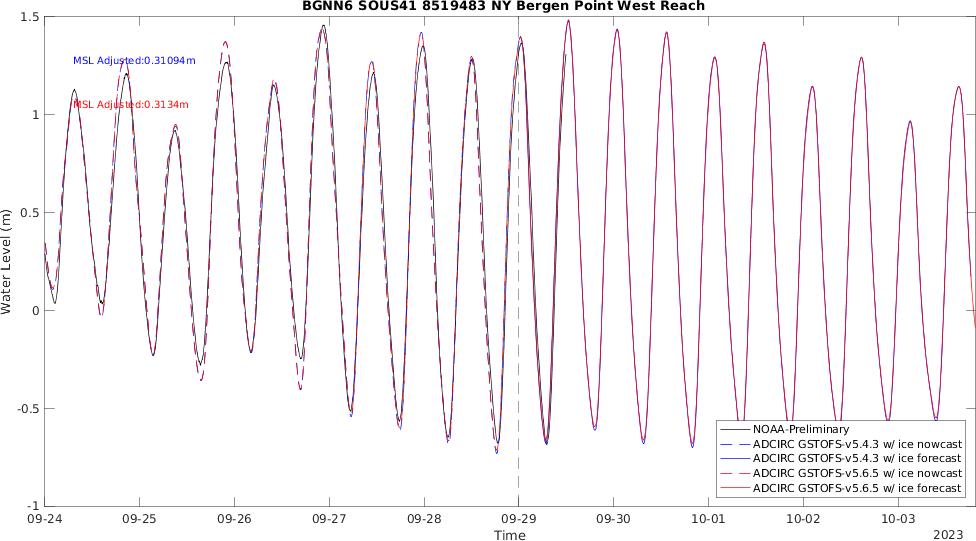 BGNN6 SOUS41 8519483 NY Bergen Point West Reach
1.5
1
0.5
0
-0.5
-1
Water Level (m)
MSL Adjusted:0.31094m
MSL Adjusted:0.3134m
NOAA-Preliminary
ADCIRC GSTOFS-v5.4.3 w/ ice nowcast
ADCIRC GSTOFS-v5.4.3 w/ ice forecast
ADCIRC GSTOFS-v5.6.5 w/ ice nowcast
ADCIRC GSTOFS-v5.6.5 w/ ice forecast
09-24 09-25 09-26 09-27 09-28 09-29 09-30 10-01 10-02 10-03
Time
2023